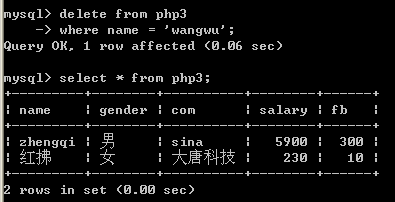 mysql> delete from php3
    -> where name = 'wangwu';
Query OK, 1 row affected (0.06 sec)
mysql> select * from php3;
+----------+--------+----------+--------+------+
| name     | gender | com      | salary | fb   |
+----------+--------+----------+--------+------+
| zhengqi  | 男     | sina     |   5900 |  300 |
| 红拂     | 女     | 大唐科技 |    230 |   10 |
+----------+--------+----------+--------+------+
2 rows in set (0.00 sec)